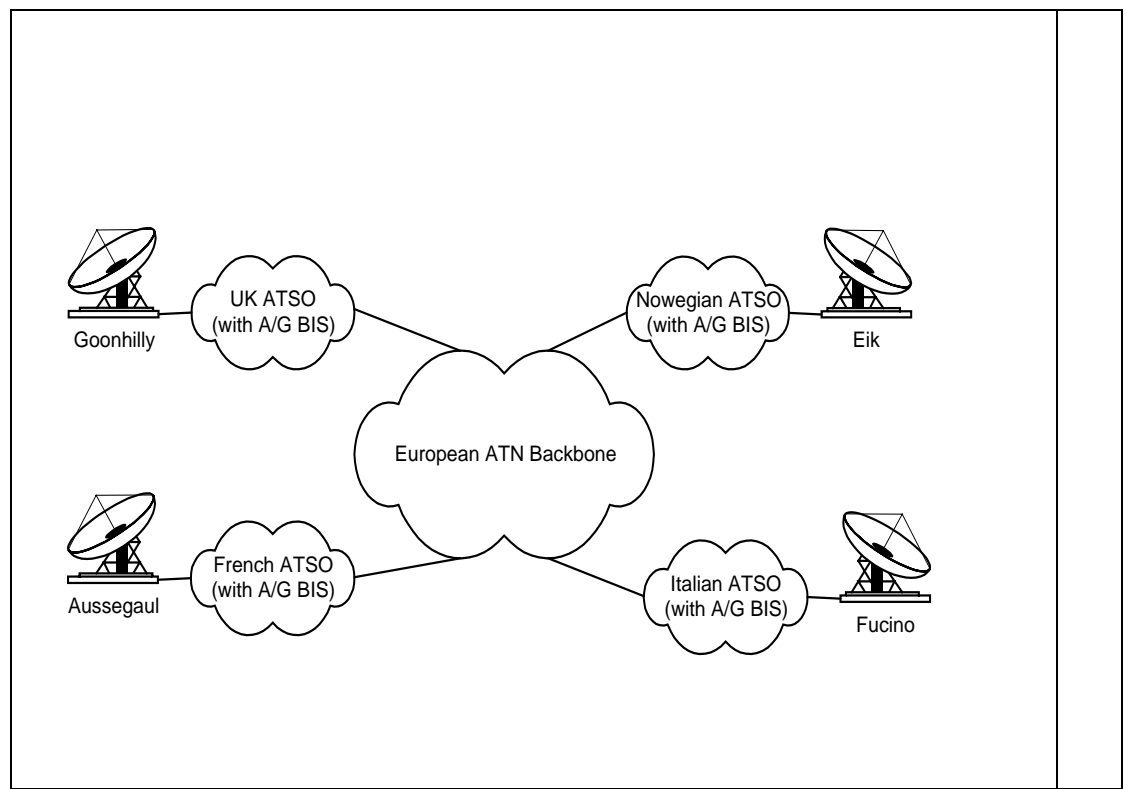 UK ATSO
(with A/G BIS)
Goonhilly
Nowegian ATSO
(with A/G BIS)
Eik
European ATN Backbone
French ATSO
(with A/G BIS)
Aussegaul
Italian ATSO
(with A/G BIS)
Fucino